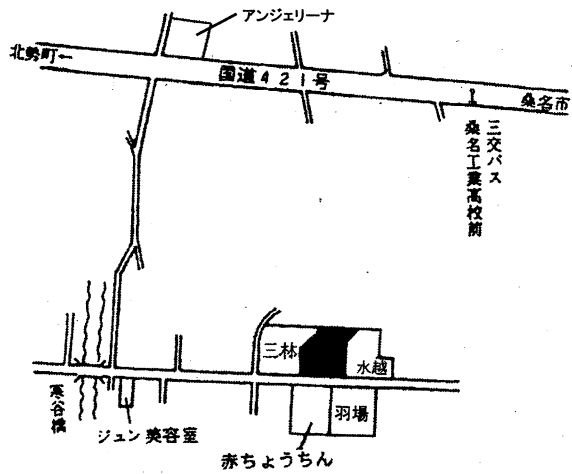 アンジェリーナ
北勢町←
国道421号
桑名市
三交バス
桑名工業高校前
三林
水越
羽場
寒谷橋
ジュン美容室
赤ちょうちん